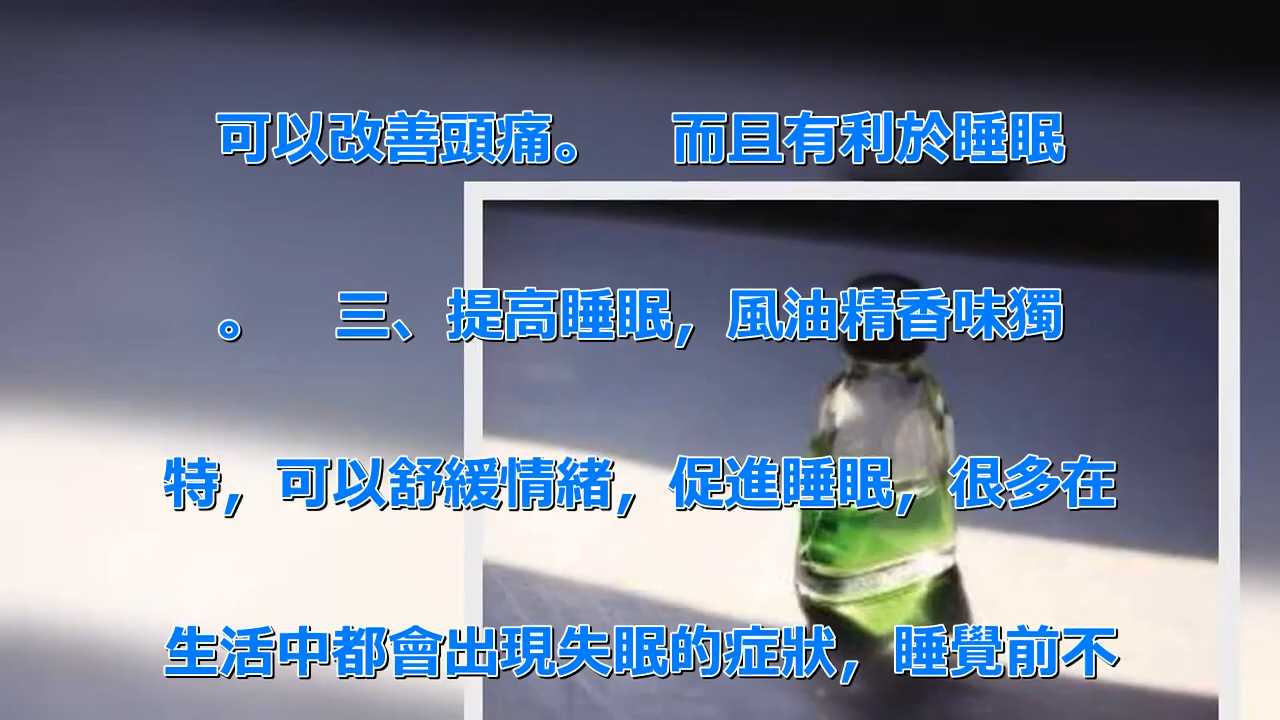 可以改善頭痛。 而且有利於睡眠
。 三、提高睡眠，風油精香味獨
特，可以舒緩情緒，促進睡眠，很多在
生活中都會出現失眠的症狀，睡覺前不